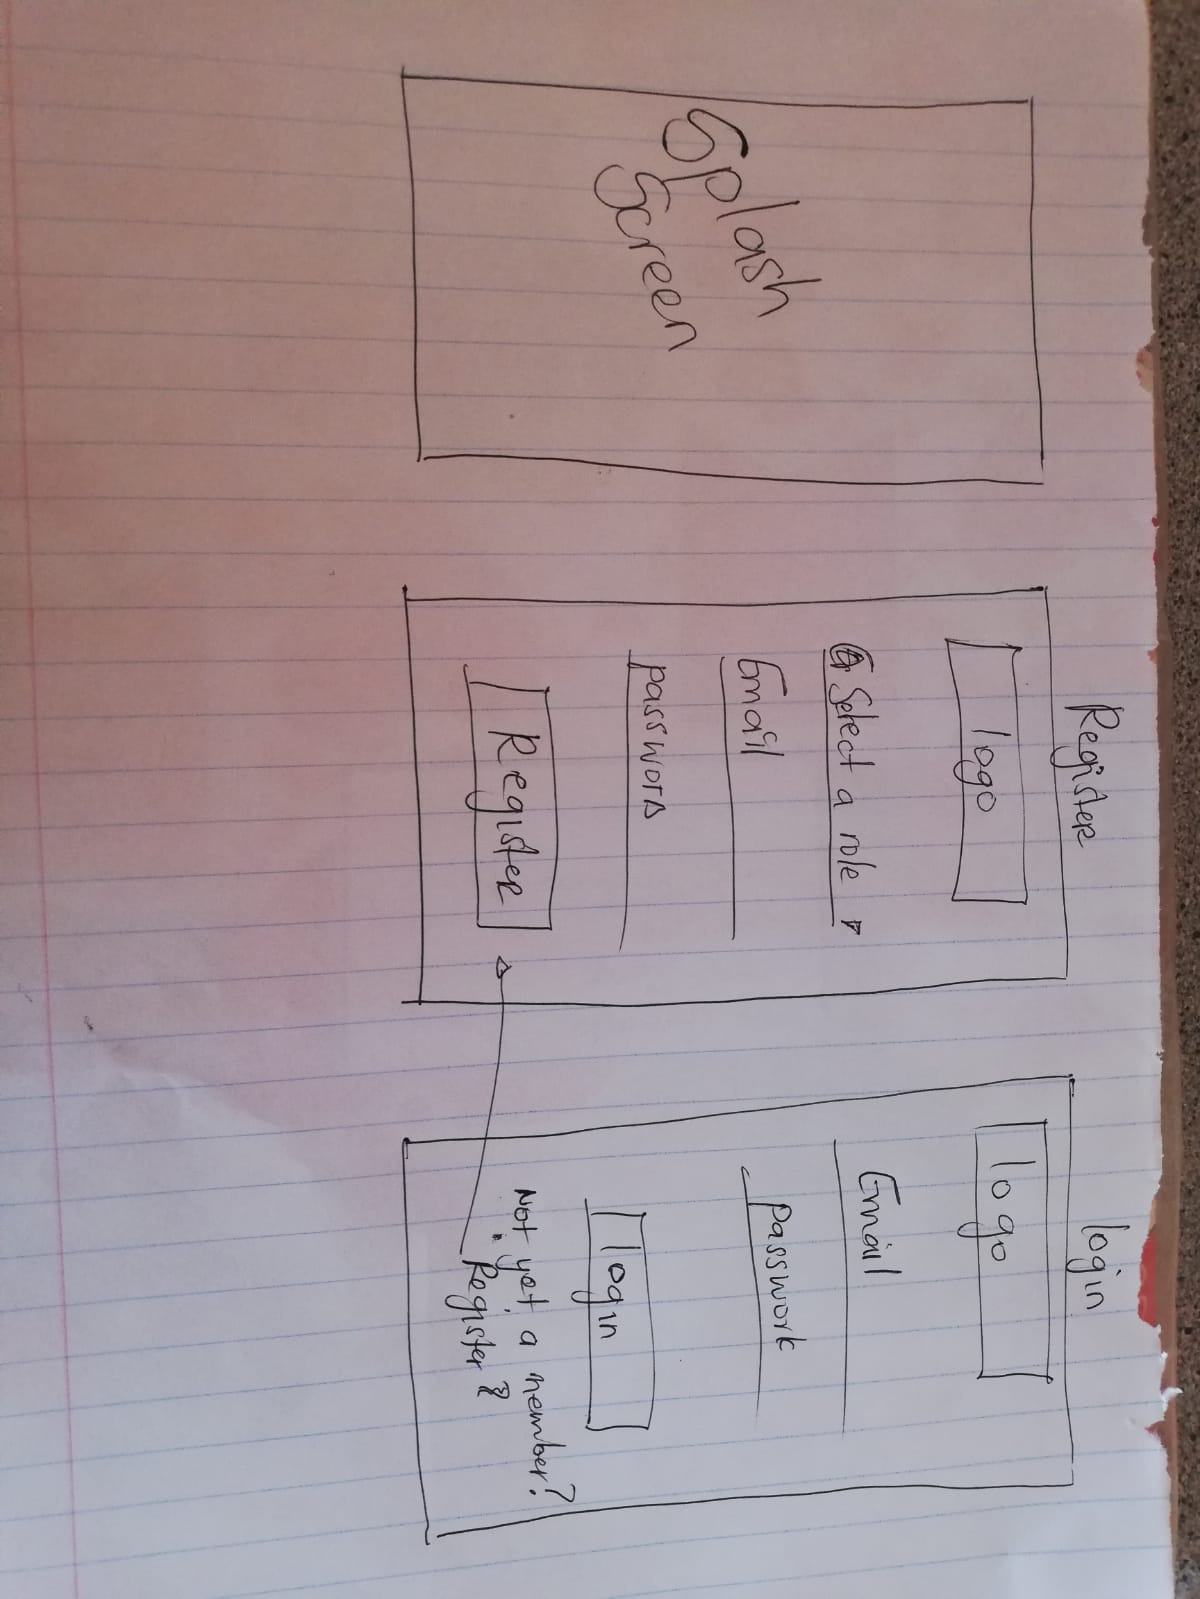 Splash
Screen
Register
logo
Select a role
Email
password
Register
login
logo
Email
passwork
login
Not yet a member?
Register?